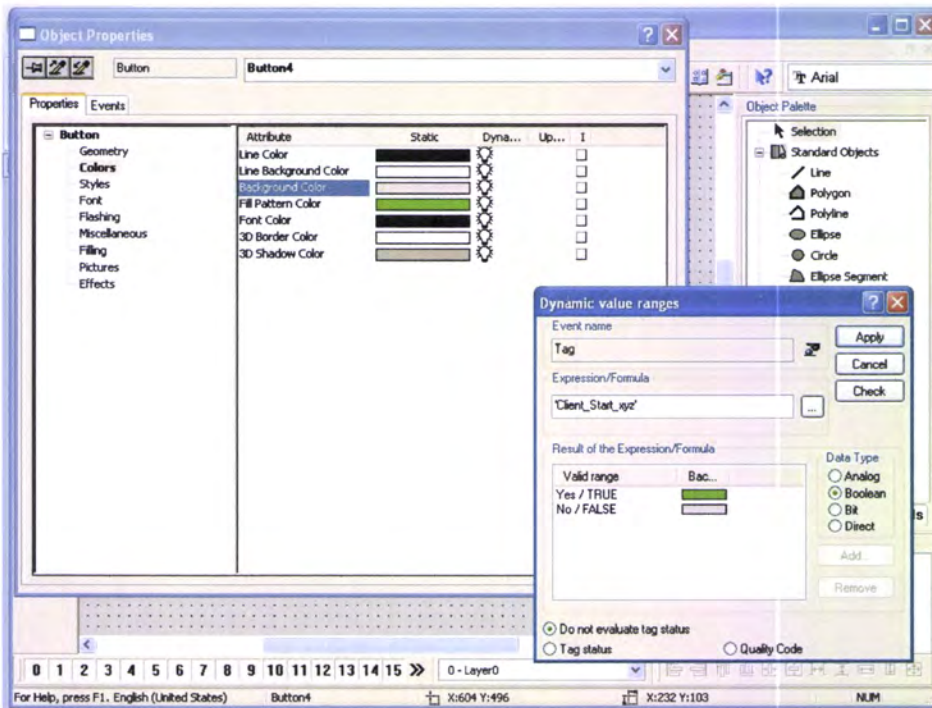 Object Properties
Button
Button4
Properties
Events
Button
Geometry
Colors
Styles
Font
Flashing
Miscellaneous
Filling
Pictures
Effects
Attribute Static Dyna... Up... I
Line Color
Line Background Color
Background Color
Fill Pattern Color
Font Color
3D Border Color
3D Shadow Color
Arial
Object Palette
Selection
Standard Objects
Line
Polygon
Polyline
Ellipse
Circle
Ellipse Segment
Dynamic value ranges
Event name
Tag
Apply
Cancel
Check
Expression/Formula
'Client_Start_xyz'
...
Result of the Expression/Formula
Valid range Bac...
Yes / TRUE
No / FALSE
Data Type
Analog
Boolean
Bit
Direct
Add...
Remove
Do not evaluate tag status
Tag status
Quality Code
ls
0 1 2 3 4 5 6 7 8 9 10 11 12 13 14 15
0 - Layer0
For Help, press F1. English (United States) Button4 X:604 Y:496 X:232 Y:103 NUM